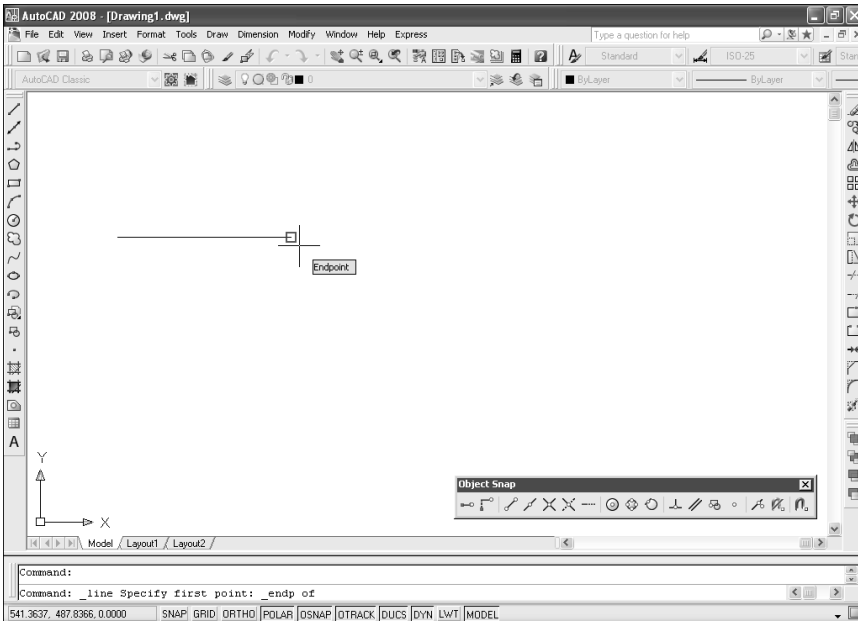 AutoCAD 2008 - [Drawing1.dwg]
File Edit View Insert Format Tools Draw Dimension Modify Window Help Express
Type a question for help
Standard ISO-25 Stan
AutoCAD Classic 0 ByLayer ByLayer
Endpoint
A
Y
X
Object Snap
Model Layout1 Layout2
Command:
Command: _line Specify first point: _endp of
541.3637, 487.8366, 0.0000 SNAP GRID ORTHO POLAR OSNAP OTRACK DUCS DYN LWT MODEL